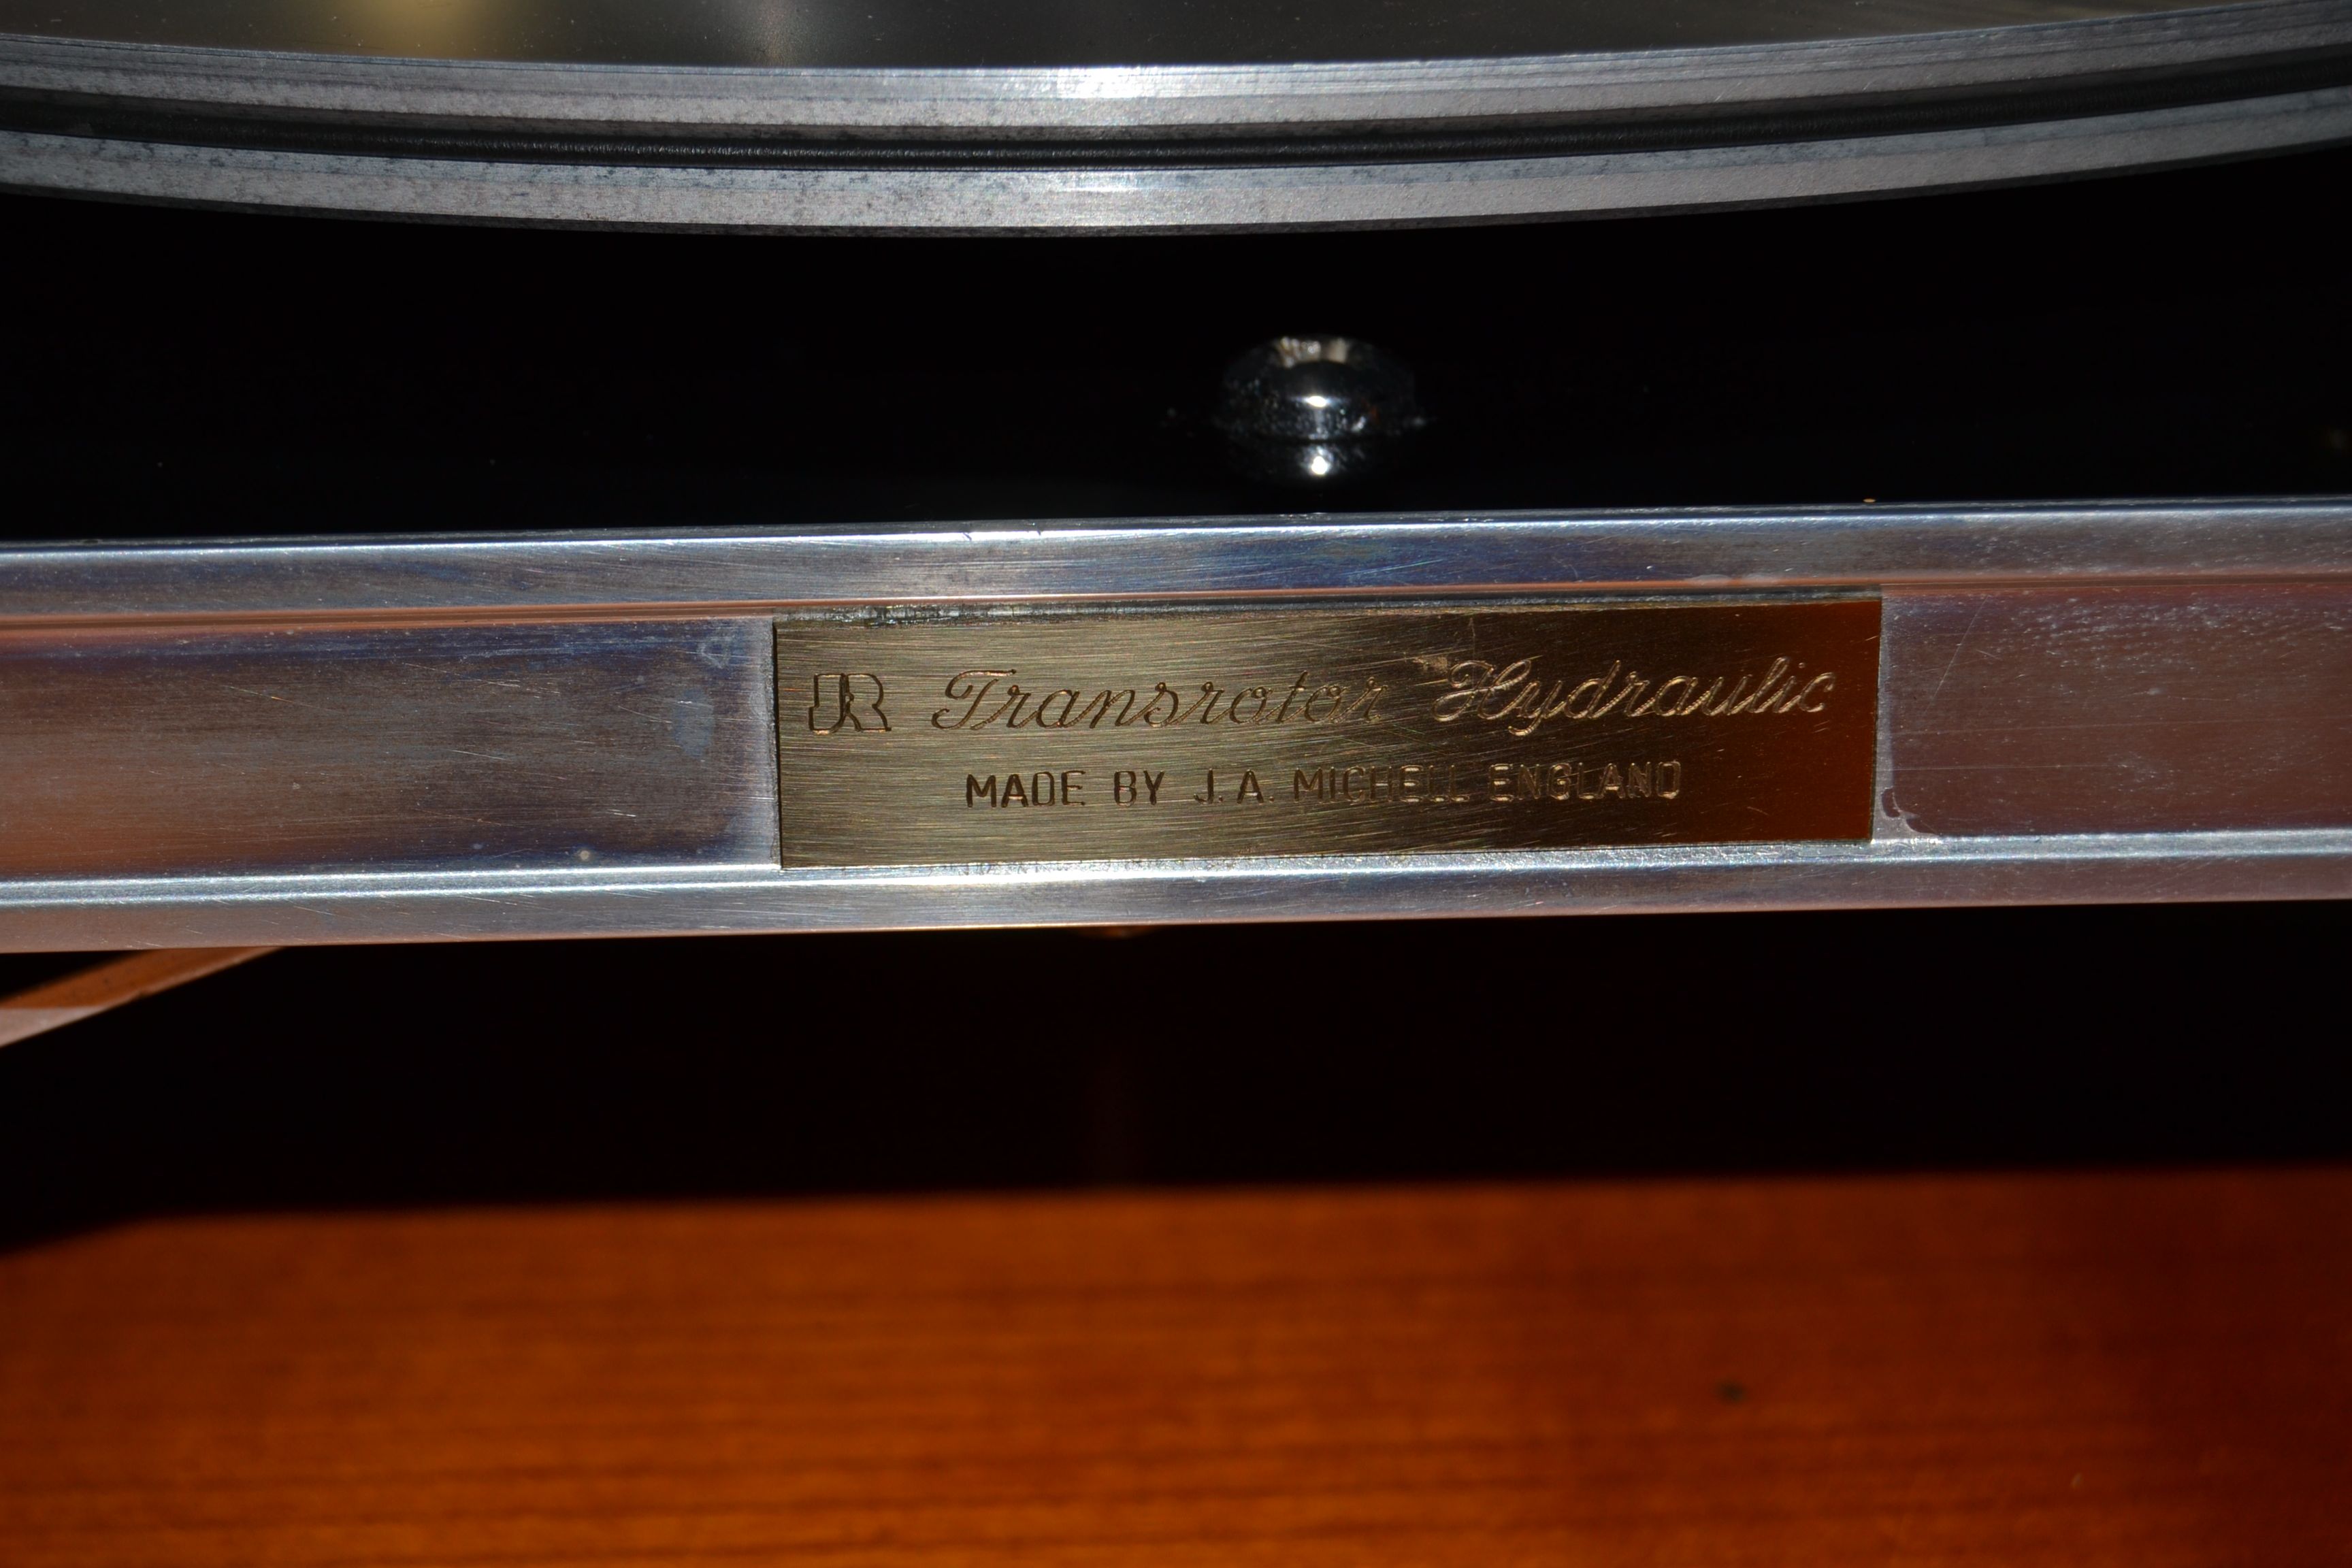 JR Transrotor Hydraulic
MADE BY J.A. MICHELL ENGLAND